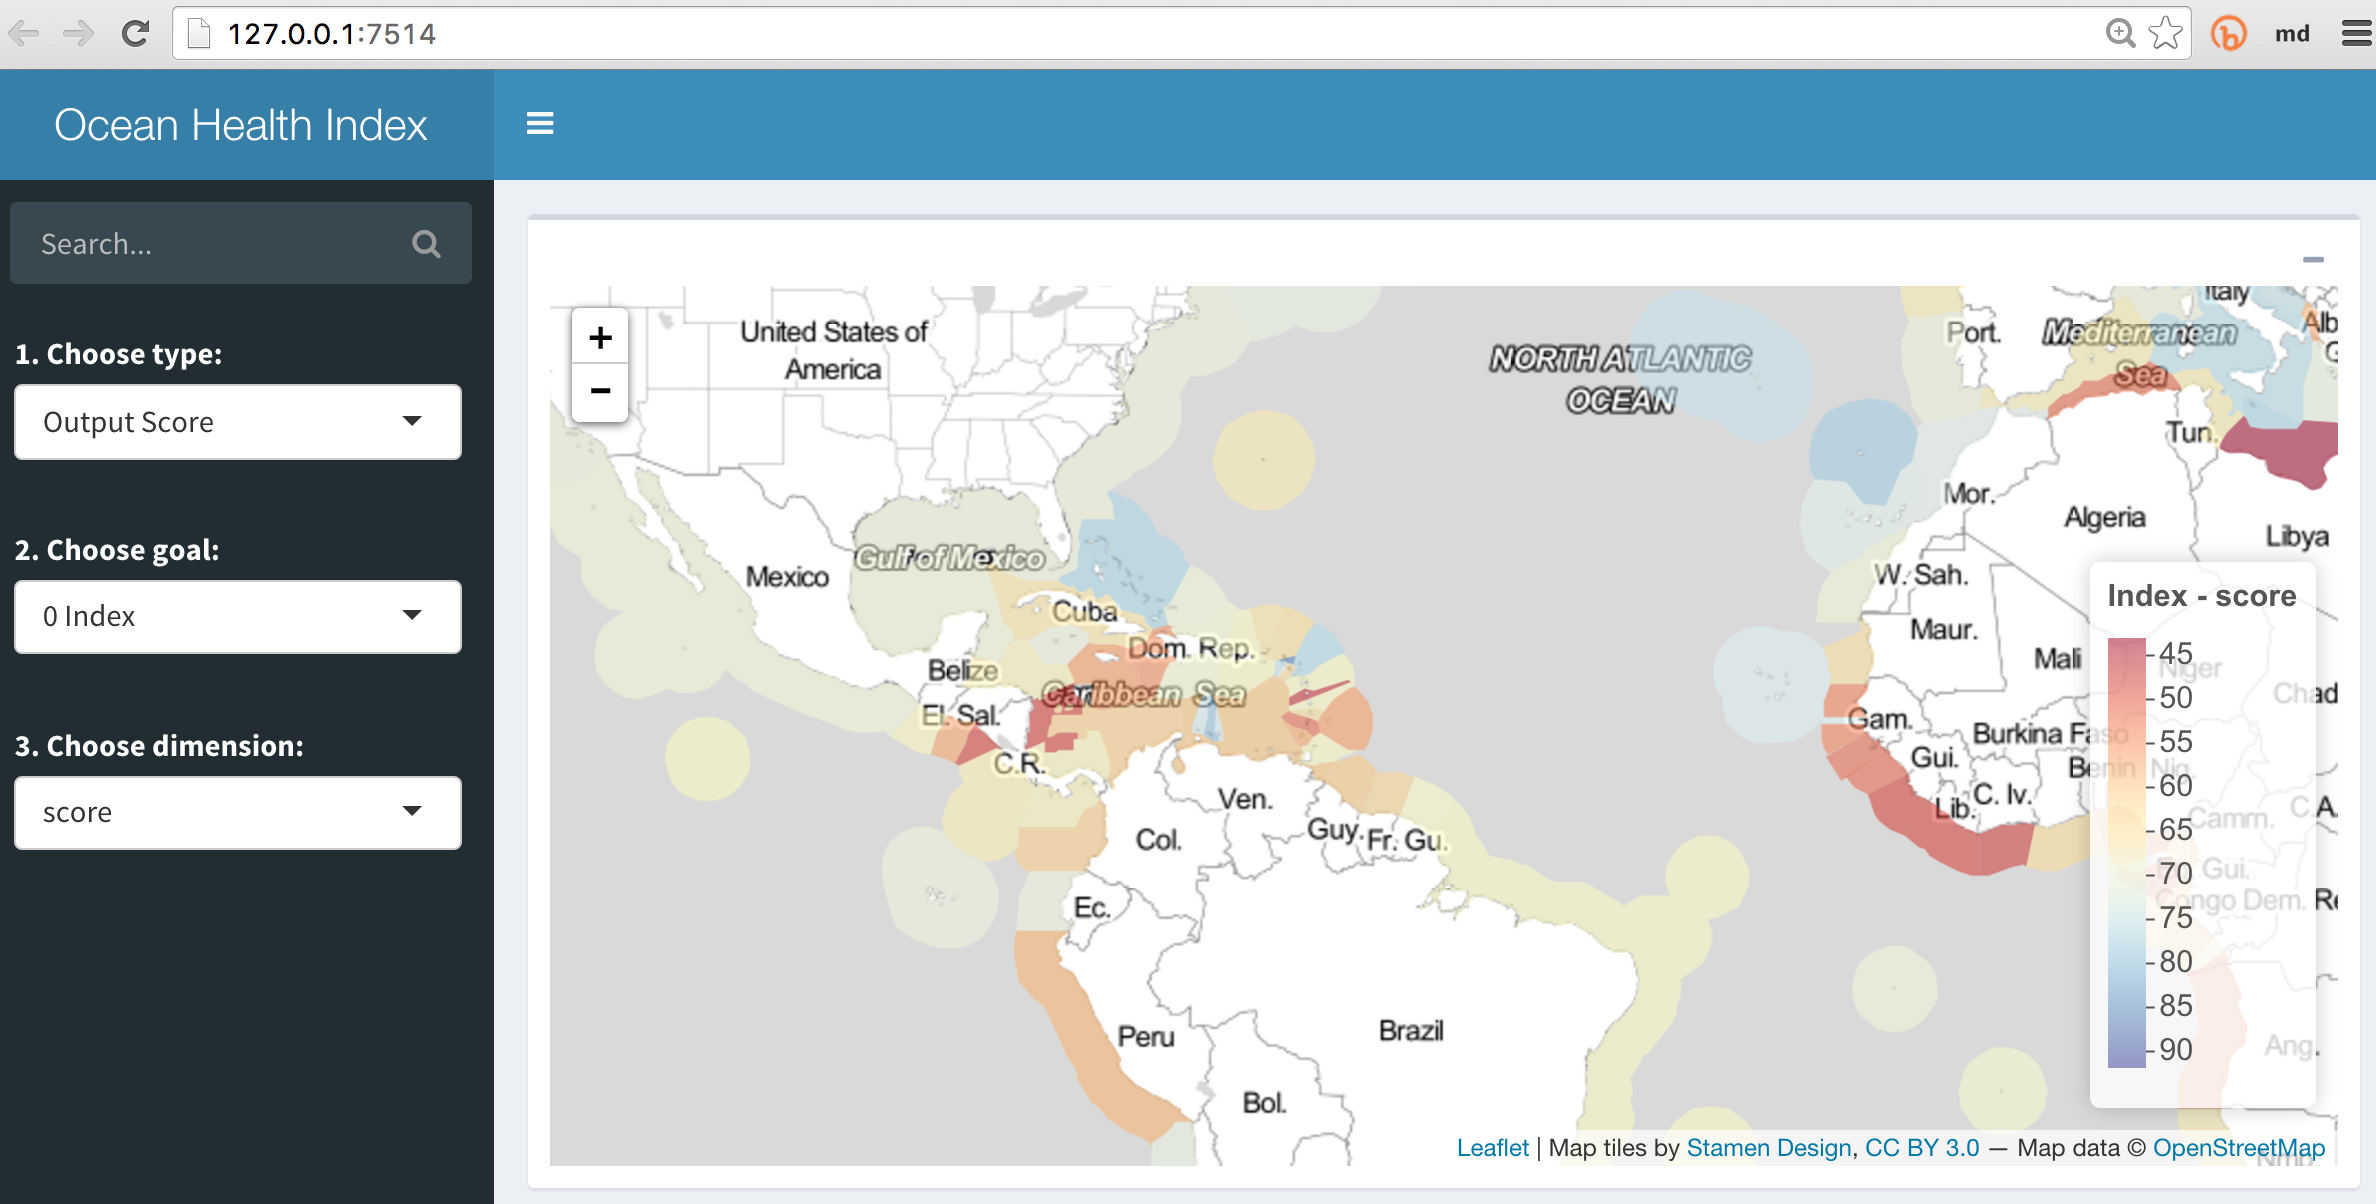 127.0.0.1:7514
md
Ocean Health Index
Search...
1. Choose type:
Output Score
2. Choose goal:
0 Index
3. Choose dimension:
score
+
−
United States of
America
NORTH ATLANTIC
OCEAN
Port.
Mediterranean
Sea
Italy
Alb
G
Tun.
Mor.
Algeria
Libya
Gulf of Mexico
Mexico
Cuba
W. Sah.
Maur.
Mali
Niger
Chad
Dom. Rep.
Belize
Caribbean Sea
El. Sal.
C.R.
Gam.
Burkina Faso
Gui.
Benin
Nig.
Lib.
C. Iv.
Camrn.
C.A.
Ven.
Guy.
Fr. Gu.
Col.
Ec.
Gui.
Congo Dem. Re
Peru
Brazil
Ang.
Bol.
Nmb.
Index - score
45
50
55
60
65
70
75
80
85
90
Leaflet | Map tiles by Stamen Design, CC BY 3.0 — Map data © OpenStreetMap